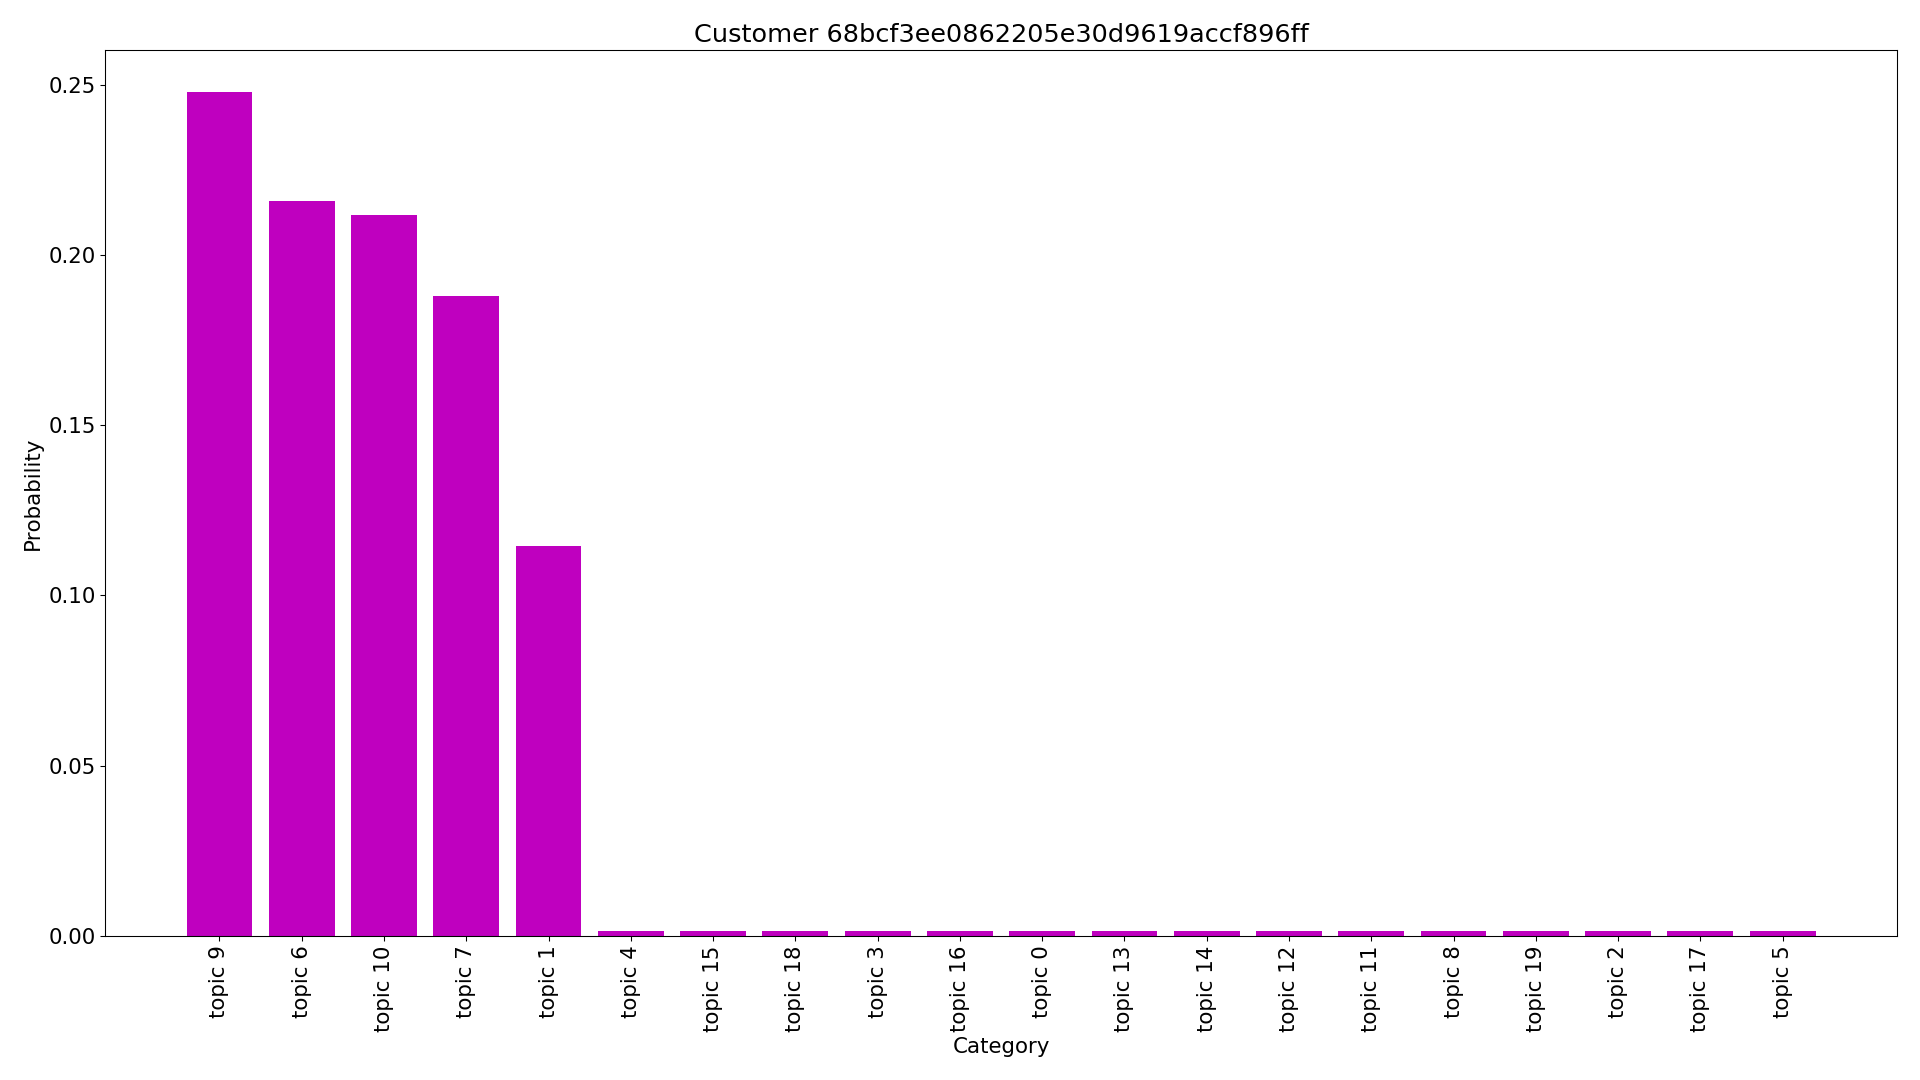 Customer 68bcf3ee0862205e30d9619accf896ff
0.25
0.20
0.15
0.10
0.05
0.00
Probability
topic 9
topic 6
topic 10
topic 7
topic 1
topic 4
topic 15
topic 18
topic 3
topic 16
topic 0
topic 13
topic 14
topic 12
topic 11
topic 8
topic 19
topic 2
topic 17
topic 5
Category